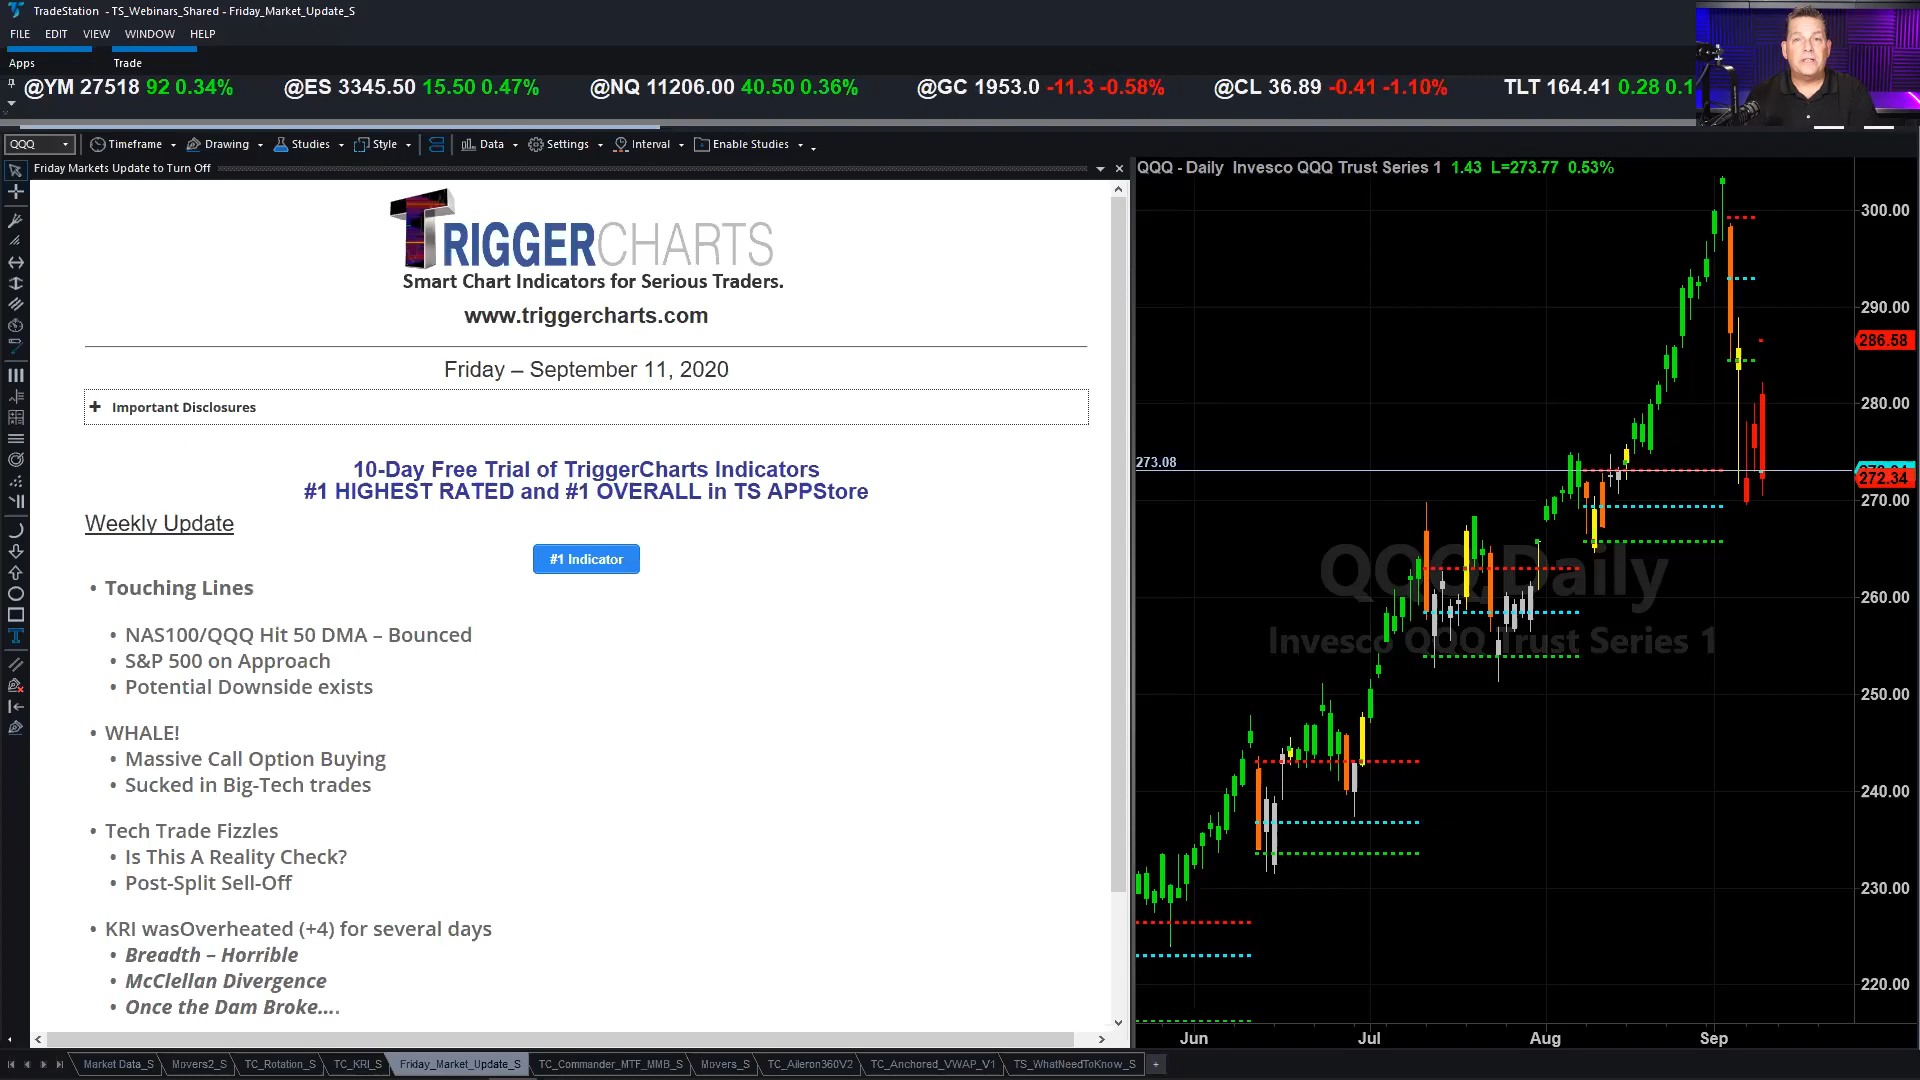 TradeStation - TS_Webinars_Shared - Friday_Market_Update_S
FILE EDIT VIEW WINDOW HELP
Apps Trade
@YM 27518 92 0.34% @ES 3345.50 15.50 0.47% @NQ 11206.00 40.50 0.36% @GC 1953.0 -11.3 -0.58% @CL 36.89 -0.41 -1.10% TLT 164.41 0.28 0.1
QQQ Timeframe Drawing Studies Style Data Settings Interval Enable Studies
Friday Markets Update to Turn Off
TRIGGERCHARTS
Smart Chart Indicators for Serious Traders.
www.triggercharts.com
Friday – September 11, 2020
+ Important Disclosures
10-Day Free Trial of TriggerCharts Indicators
#1 HIGHEST RATED and #1 OVERALL in TS APPStore
Weekly Update
#1 Indicator
• Touching Lines
• NAS100/QQQ Hit 50 DMA – Bounced
• S&P 500 on Approach
• Potential Downside exists
• WHALE!
• Massive Call Option Buying
• Sucked in Big-Tech trades
• Tech Trade Fizzles
• Is This A Reality Check?
• Post-Split Sell-Off
• KRI wasOverheated (+4) for several days
• Breadth – Horrible
• McClellan Divergence
• Once the Dam Broke….
QQQ - Daily Invesco QQQ Trust Series 1 1.43 L=273.77 0.53%
300.00
290.00
286.58
280.00
273.08
272.34
270.00
QQQ,Daily
260.00
Invesco QQQ Trust Series 1
250.00
240.00
230.00
220.00
Jun Jul Aug Sep
Market Data_S Movers2_S TC_Rotation_S TC_KRI_S Friday_Market_Update_S TC_Commander_MTF_MMB_S Movers_S TC_Aileron360V2 TC_Anchored_VWAP_V1 TS_WhatNeedToKnow_S +